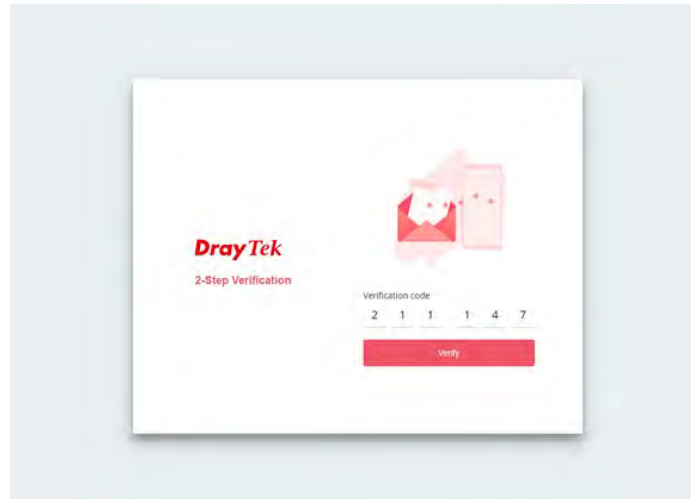 DrayTek
2-Step Verification
Verification code
2 1 1 1 4 7
Verify